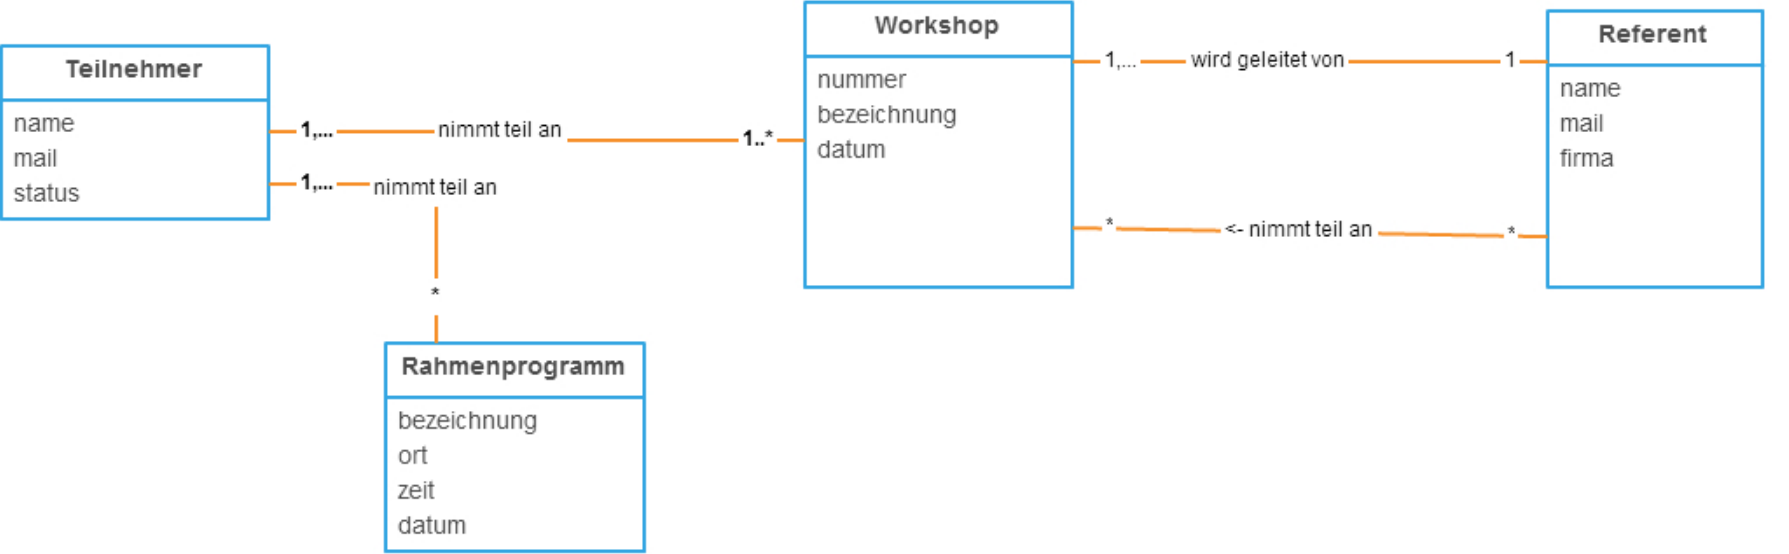 Teilnehmer
name
mail
status
1,...
nimmt teil an
1..*
1,...
nimmt teil an
*
Rahmenprogramm
bezeichnung
ort
zeit
datum
Workshop
nummer
bezeichnung
datum
1,...
wird geleitet von
1
*
<- nimmt teil an
*
Referent
name
mail
firma